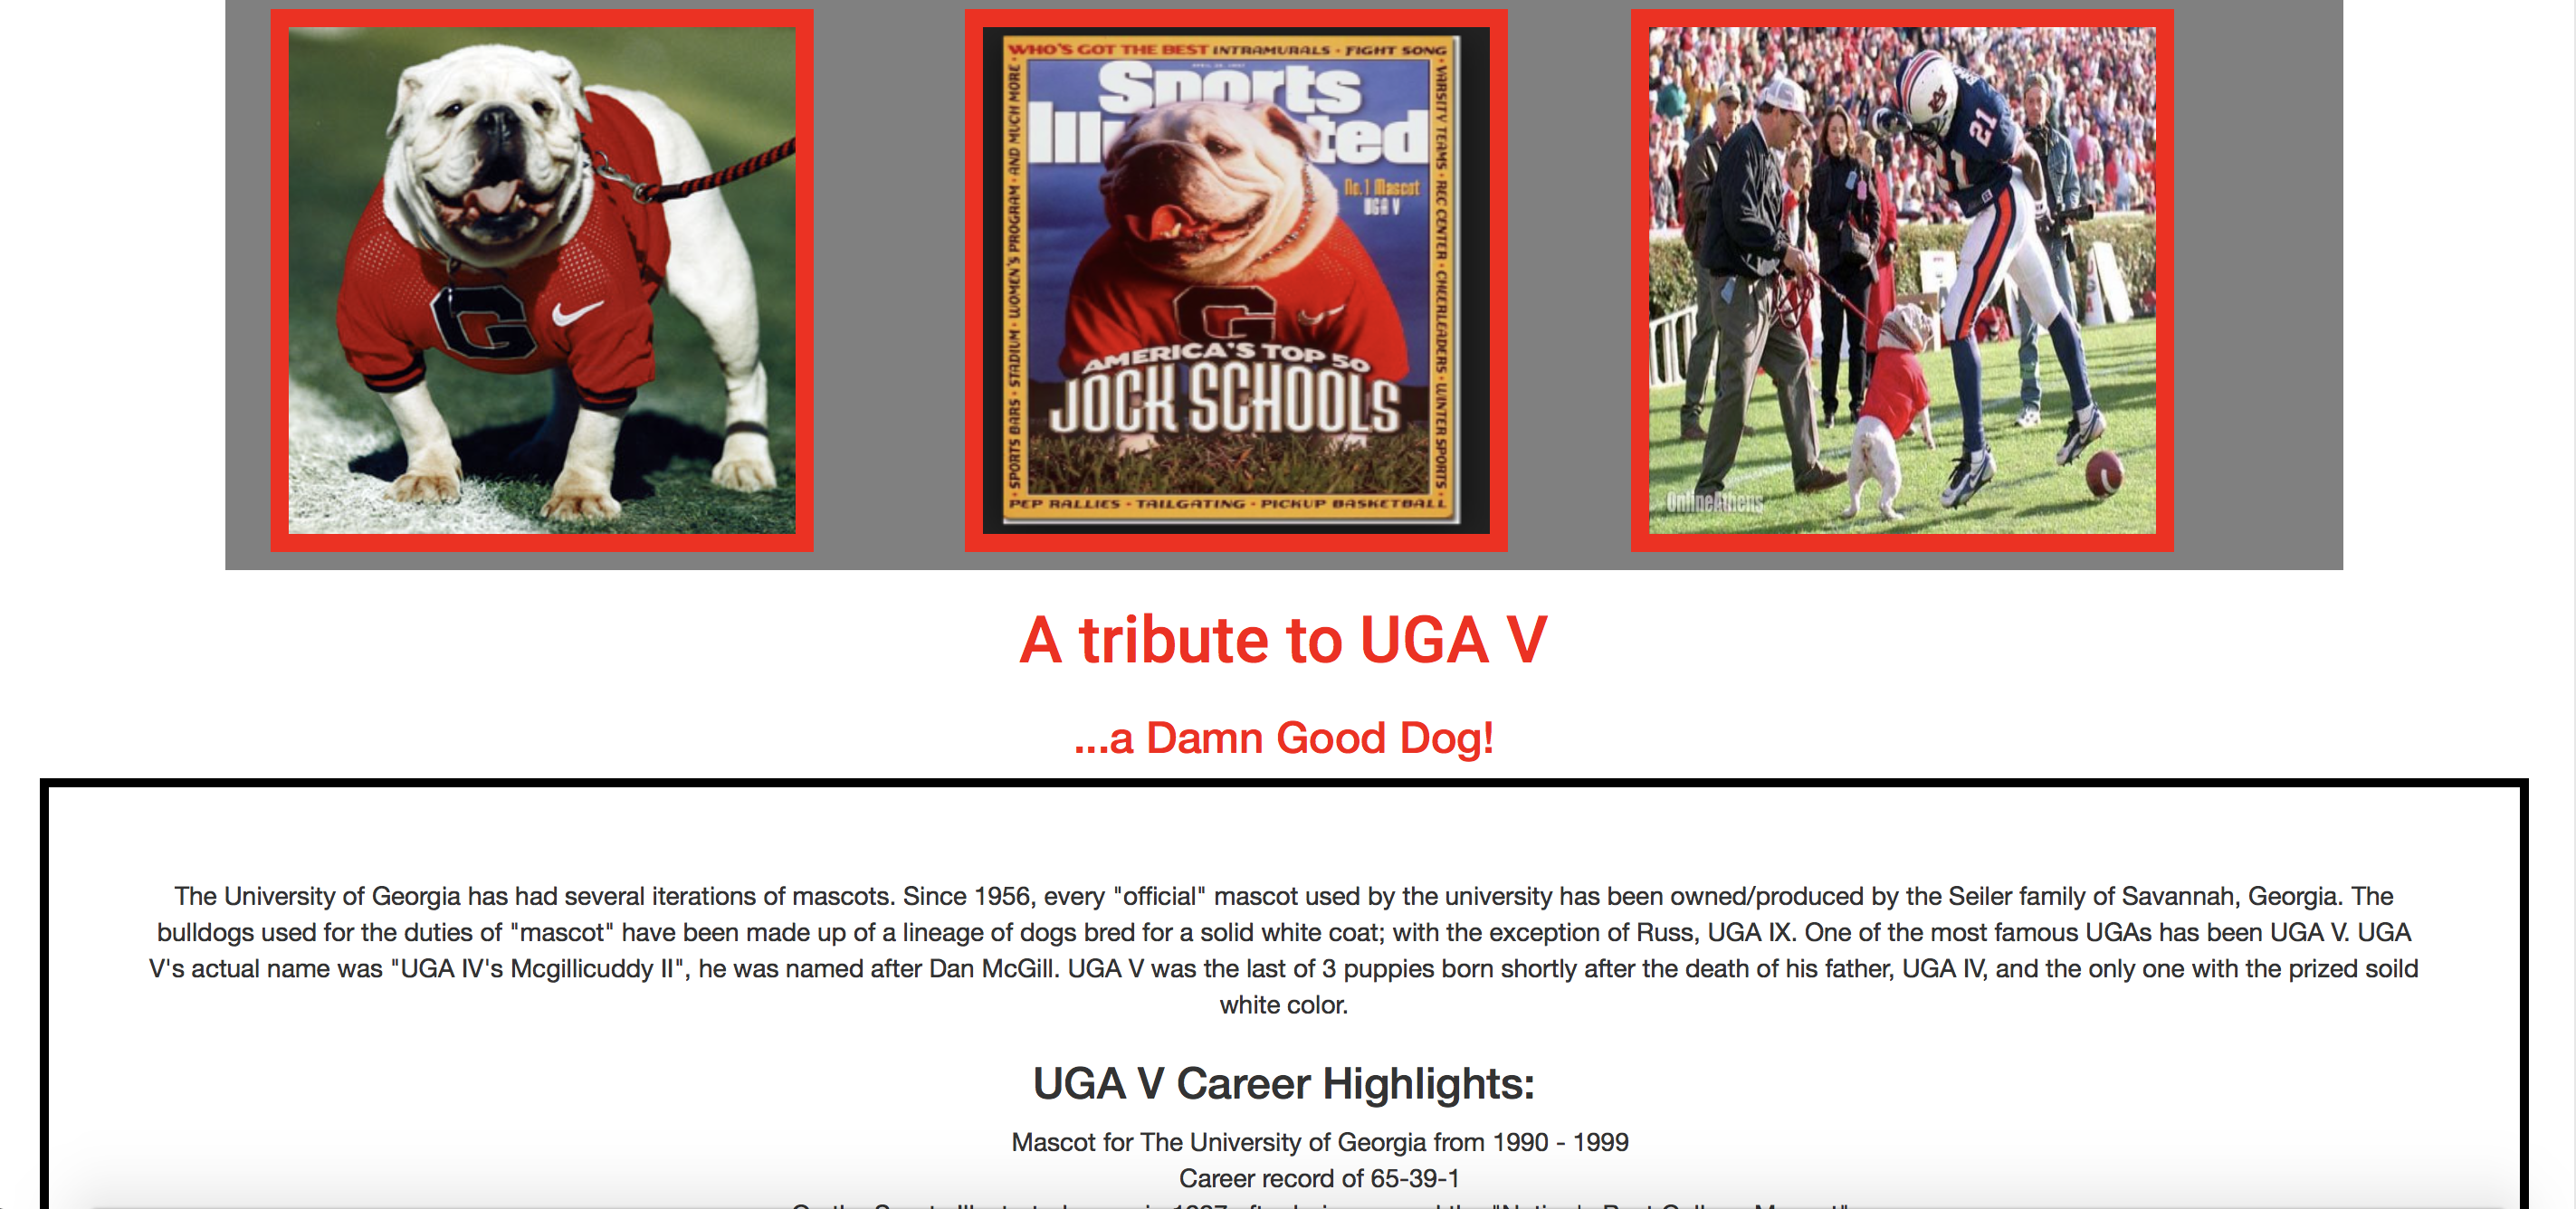 WHO'S GOT THE BEST INTRAMURALS · FIGHT SONG ·
VARSITY TEAMS · REC CENTER · CHEERLEADERS · WINTER SPORTS ·
PEP RALLIES · TAILGATING · PICKUP BASKETBALL
· SPORTS BARS · STADIUM · WOMEN'S PROGRAM · AND MUCH MORE ·
Sports
Ill ted
No.1 Mascot
UGA V
G
G
AMERICA'S TOP 50
JOCK SCHOOLS
21
OnlineAthens
A tribute to UGA V
...a Damn Good Dog!
The University of Georgia has had several iterations of mascots. Since 1956, every "official" mascot used by the university has been owned/produced by the Seiler family of Savannah, Georgia. The
bulldogs used for the duties of "mascot" have been made up of a lineage of dogs bred for a solid white coat; with the exception of Russ, UGA IX. One of the most famous UGAs has been UGA V. UGA
V's actual name was "UGA IV's Mcgillicuddy II", he was named after Dan McGill. UGA V was the last of 3 puppies born shortly after the death of his father, UGA IV, and the only one with the prized soild
white color.
UGA V Career Highlights:
Mascot for The University of Georgia from 1990 - 1999
Career record of 65-39-1